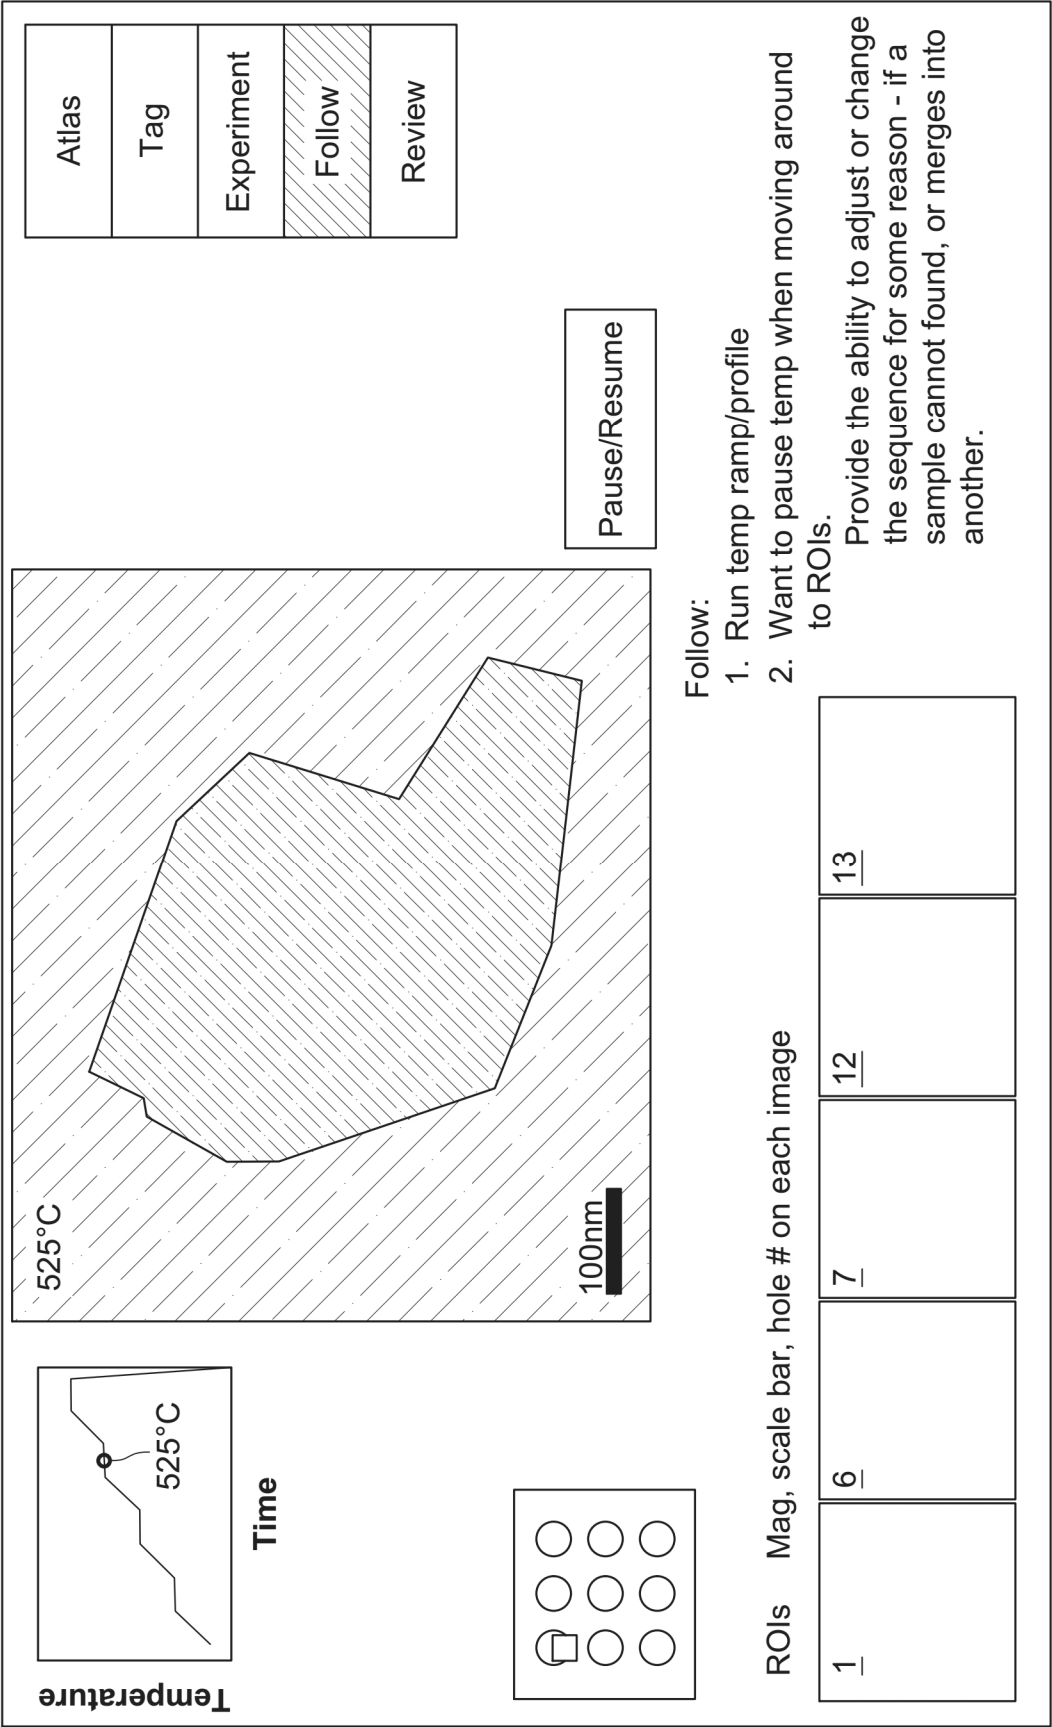 Temperature
525°C
Time
525°C
100nm
Atlas
Tag
Experiment
Follow
Review
Pause/Resume
Follow:
1. Run temp ramp/profile
2. Want to pause temp when moving around
to ROIs.
Provide the ability to adjust or change
the sequence for some reason - if a
sample cannot found, or merges into
another.
ROIs Mag, scale bar, hole # on each image
1
6
7
12
13